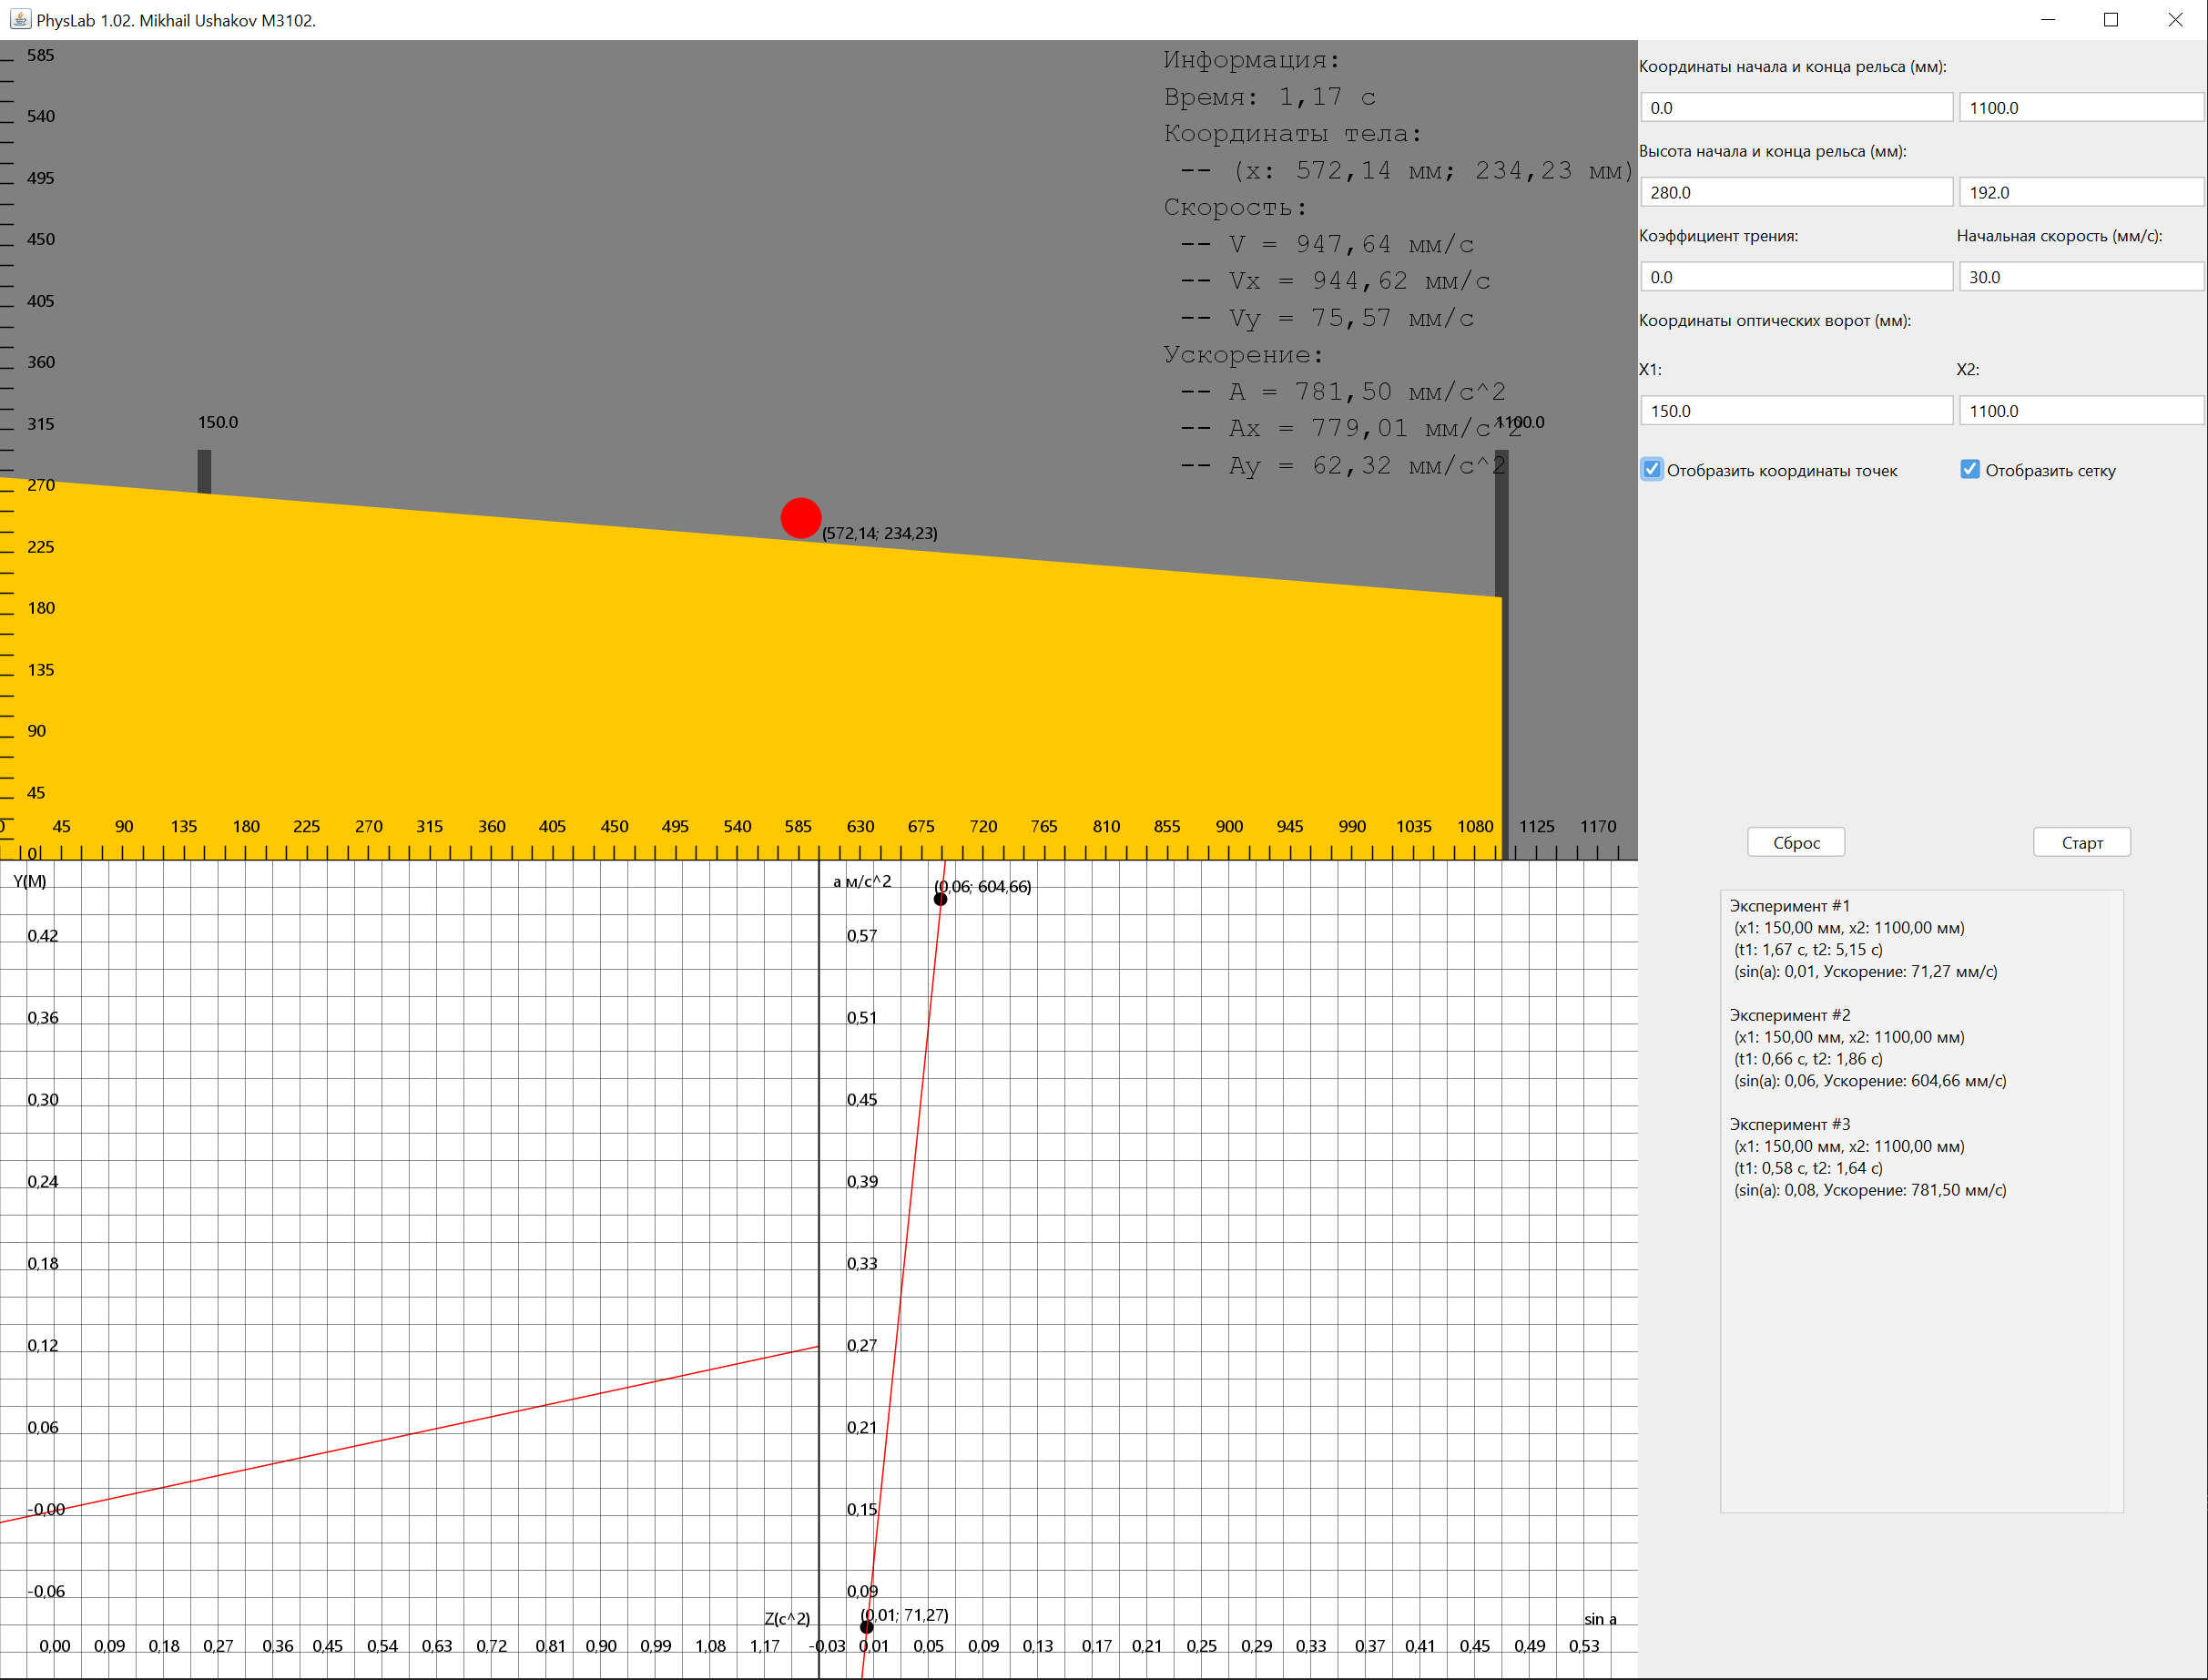 PhysLab 1.02. Mikhail Ushakov M3102.
585
540
495
450
405
360
315
270
225
180
135
90
45
0
0 45 90 135 180 225 270 315 360 405 450 495 540 585 630 675 720 765 810 855 900 945 990 1035 1080 1125 1170
150.0
1100.0
(572,14; 234,23)
Информация:
Время: 1,17 с
Координаты тела:
-- (x: 572,14 мм; 234,23 мм)
Скорость:
-- V = 947,64 мм/с
-- Vx = 944,62 мм/с
-- Vy = 75,57 мм/с
Ускорение:
-- A = 781,50 мм/с^2
-- Ax = 779,01 мм/с^2
-- Ay = 62,32 мм/с^2
Координаты начала и конца рельса (мм):
0.0 1100.0
Высота начала и конца рельса (мм):
280.0 192.0
Коэффициент трения: Начальная скорость (мм/с):
0.0 30.0
Координаты оптических ворот (мм):
X1: X2:
150.0 1100.0
Отобразить координаты точек Отобразить сетку
Сброс Старт
Y(М)
0,42
0,36
0,30
0,24
0,18
0,12
0,06
-0,00
-0,06
Z(c^2)
0,00 0,09 0,18 0,27 0,36 0,45 0,54 0,63 0,72 0,81 0,90 0,99 1,08 1,17
а м/с^2
(0,06; 604,66)
0,57
0,51
0,45
0,39
0,33
0,27
0,21
0,15
0,09
(0,01; 71,27)
sin a
-0,03 0,01 0,05 0,09 0,13 0,17 0,21 0,25 0,29 0,33 0,37 0,41 0,45 0,49 0,53
Эксперимент #1
(x1: 150,00 мм, x2: 1100,00 мм)
(t1: 1,67 с, t2: 5,15 с)
(sin(a): 0,01, Ускорение: 71,27 мм/с)
Эксперимент #2
(x1: 150,00 мм, x2: 1100,00 мм)
(t1: 0,66 с, t2: 1,86 с)
(sin(a): 0,06, Ускорение: 604,66 мм/с)
Эксперимент #3
(x1: 150,00 мм, x2: 1100,00 мм)
(t1: 0,58 с, t2: 1,64 с)
(sin(a): 0,08, Ускорение: 781,50 мм/с)